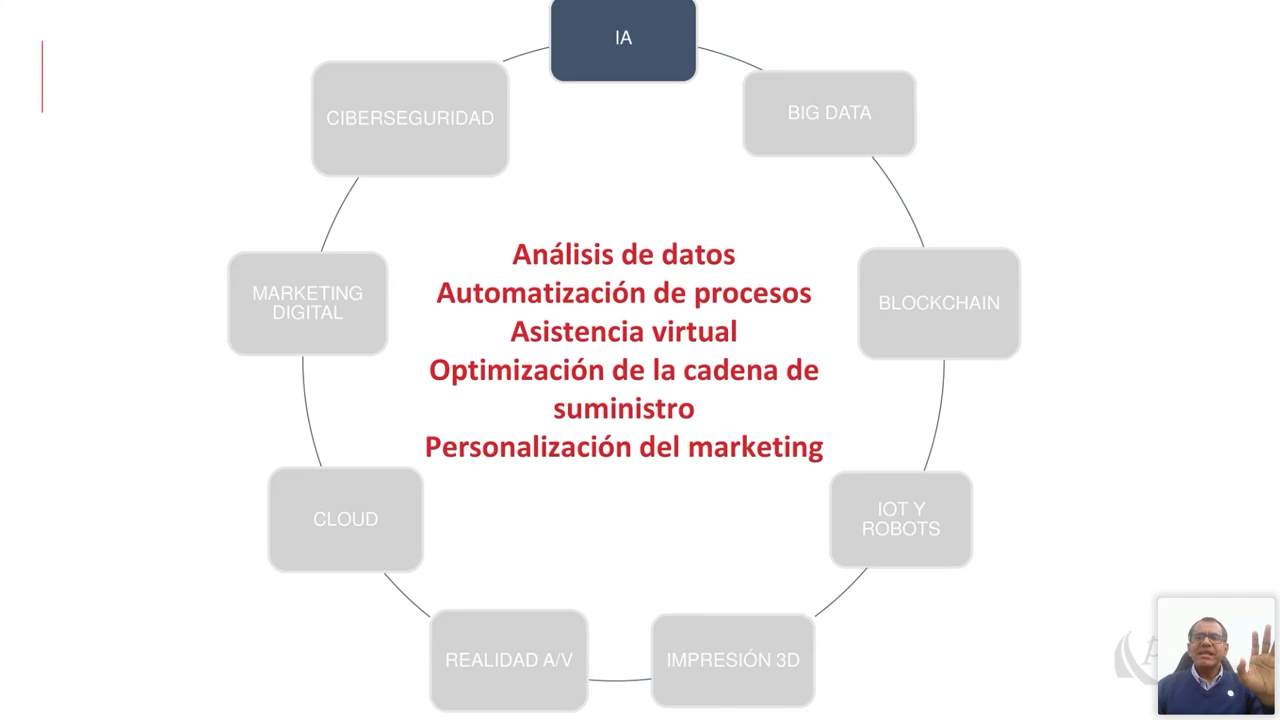 IA
CIBERSEGURIDAD
BIG DATA
Análisis de datos
Automatización de procesos
Asistencia virtual
Optimización de la cadena de
suministro
Personalización del marketing
MARKETING
DIGITAL
BLOCKCHAIN
CLOUD
IOT Y
ROBOTS
REALIDAD A/V
IMPRESIÓN 3D